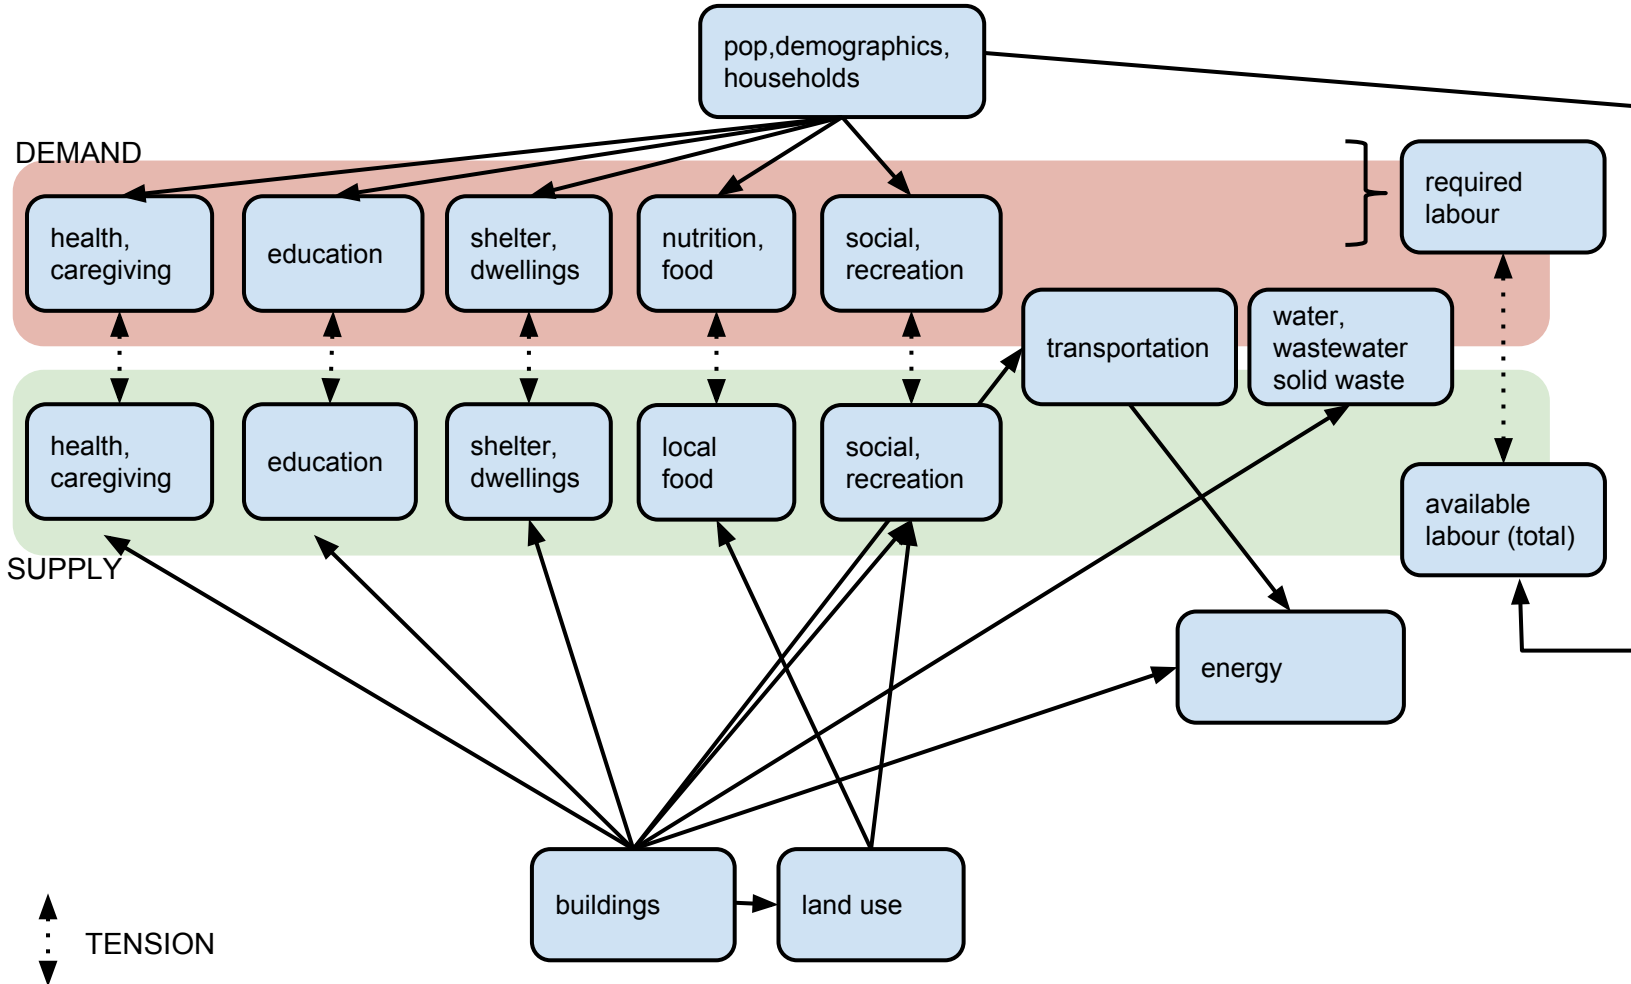 pop,demographics,
households
DEMAND
health,
caregiving
education
shelter,
dwellings
nutrition,
food
social,
recreation
required
labour
transportation
water,
wastewater
solid waste
health,
caregiving
education
shelter,
dwellings
local
food
social,
recreation
available
labour (total)
SUPPLY
energy
buildings
land use
TENSION